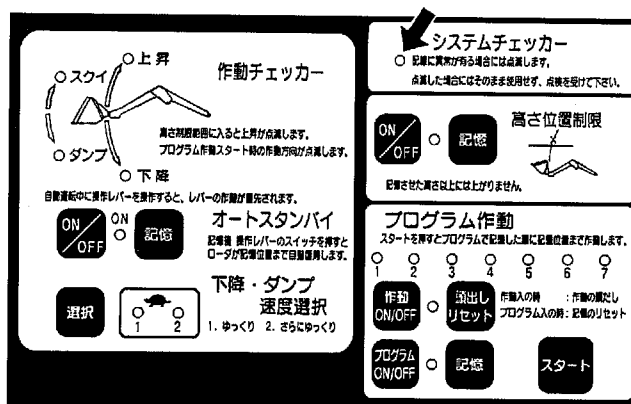 上昇
スクイ
作動チェッカー
高さ制限範囲に入ると上昇が点滅します。
プログラム作動スタート時の作動方向が点滅します。
ダンプ
下降
自動運転中に操作レバーを操作すると、レバーの作動が優先されます。
ON/OFF
ON
記憶
オートスタンバイ
記憶後 操作レバーのスイッチを押すと
ローダが記憶位置まで自動復帰します。
選択
1 2
下降・ダンプ
速度選択
1. ゆっくり 2. さらにゆっくり
システムチェッカー
配線に異常が有る場合には点滅します。
点滅した場合にはそのまま使用せず、点検を受けて下さい。
ON/OFF
記憶
高さ位置制限
記憶させた高さ以上には上がりません。
プログラム作動
スタートを押すとプログラムで記憶した順に記憶位置まで作動します。
1 2 3 4 5 6 7
作動
ON/OFF
頭出し
リセット
作動入の時 :作動の頭だし
プログラム入の時:記憶のリセット
プログラム
ON/OFF
記憶
スタート